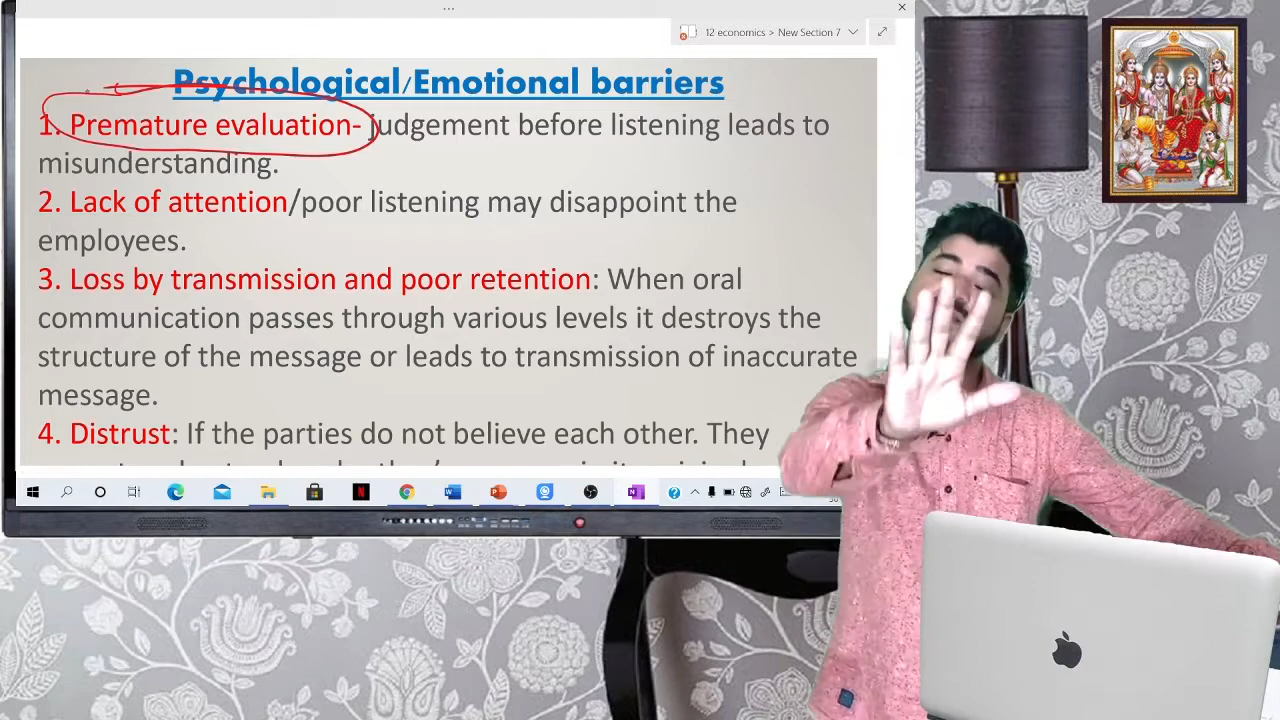 12 economics > New Section 7
Psychological/Emotional barriers
1. Premature evaluation- judgement before listening leads to
misunderstanding.
2. Lack of attention/poor listening may disappoint the
employees.
3. Loss by transmission and poor retention: When oral
communication passes through various levels it destroys the
structure of the message or leads to transmission of inaccurate
message.
4. Distrust: If the parties do not believe each other. They